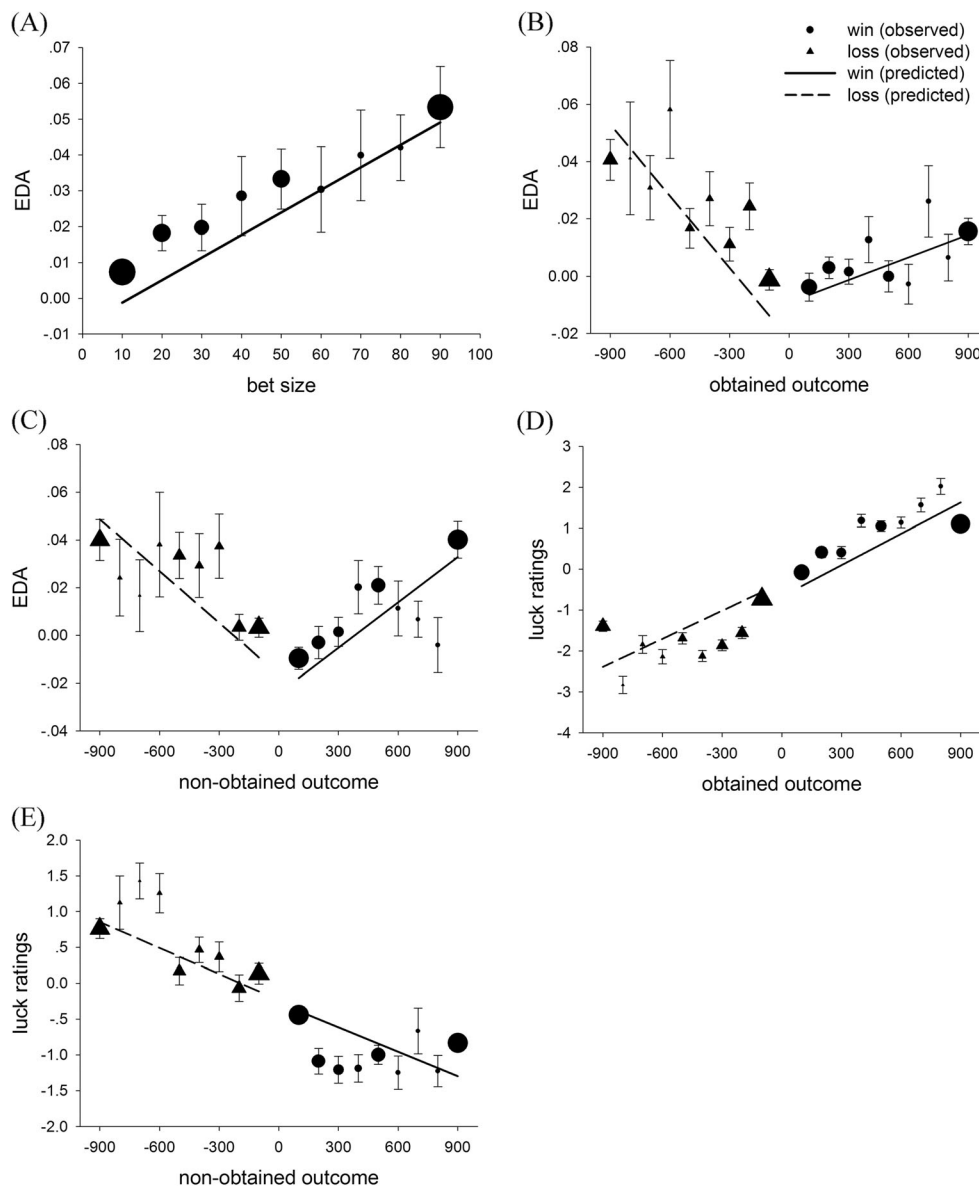 (A)
.07
.06
.05
.04
.03
.02
.01
0.00
-.01
EDA
0 10 20 30 40 50 60 70 80 90 100
bet size
(B)
.08
.06
.04
.02
0.00
-.02
EDA
-900 -600 -300 0 300 600 900
obtained outcome
win (observed)
loss (observed)
win (predicted)
loss (predicted)
(C)
.08
.06
.04
.02
0.00
-.02
-.04
EDA
-900 -600 -300 0 300 600 900
non-obtained outcome
(D)
3
2
1
0
-1
-2
-3
-4
luck ratings
-900 -600 -300 0 300 600 900
obtained outcome
(E)
2.0
1.5
1.0
.5
0.0
-.5
-1.0
-1.5
-2.0
luck ratings
-900 -600 -300 0 300 600 900
non-obtained outcome